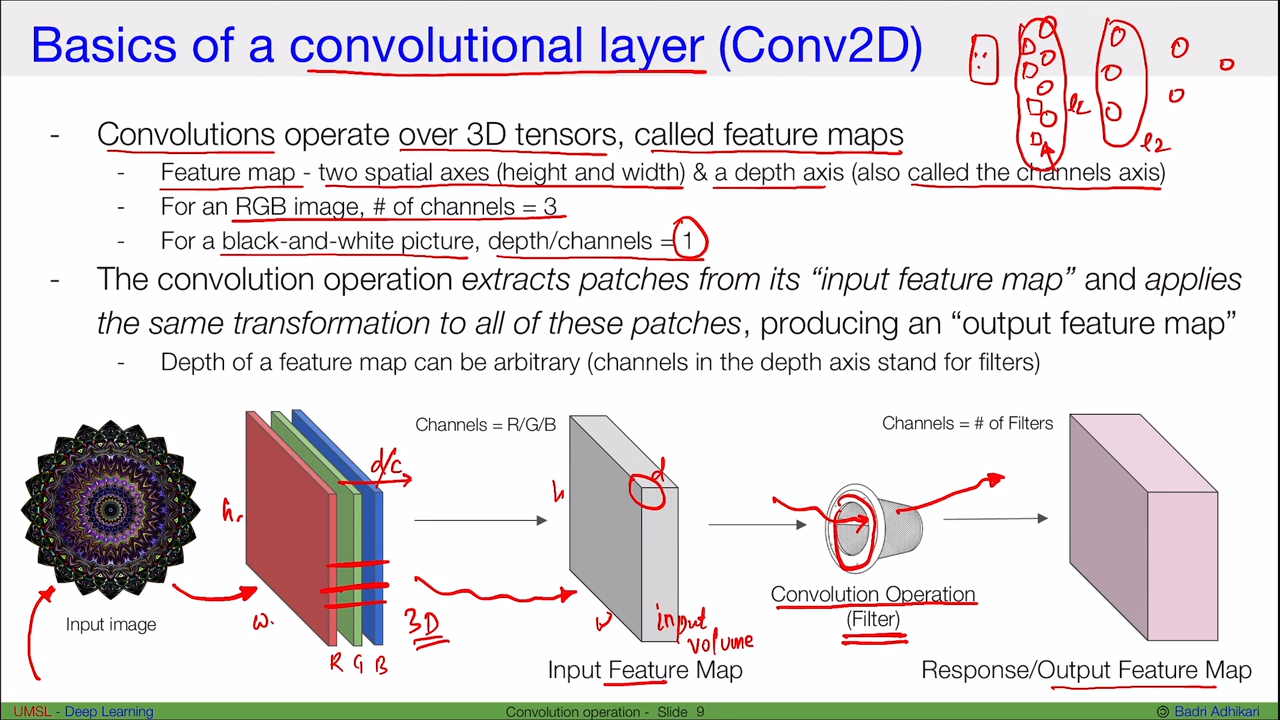 Basics of a convolutional layer (Conv2D)
l1
l2
- Convolutions operate over 3D tensors, called feature maps
- Feature map - two spatial axes (height and width) & a depth axis (also called the channels axis)
- For an RGB image, # of channels = 3
- For a black-and-white picture, depth/channels = 1
- The convolution operation extracts patches from its “input feature map” and applies
the same transformation to all of these patches, producing an “output feature map”
- Depth of a feature map can be arbitrary (channels in the depth axis stand for filters)
Channels = R/G/B
Channels = # of Filters
d/c
d
h
h
w
w
3D
input
volume
R G B
Input image
Convolution Operation
(Filter)
Input Feature Map
Response/Output Feature Map
UMSL - Deep Learning
Convolution operation - Slide 9
Badri Adhikari